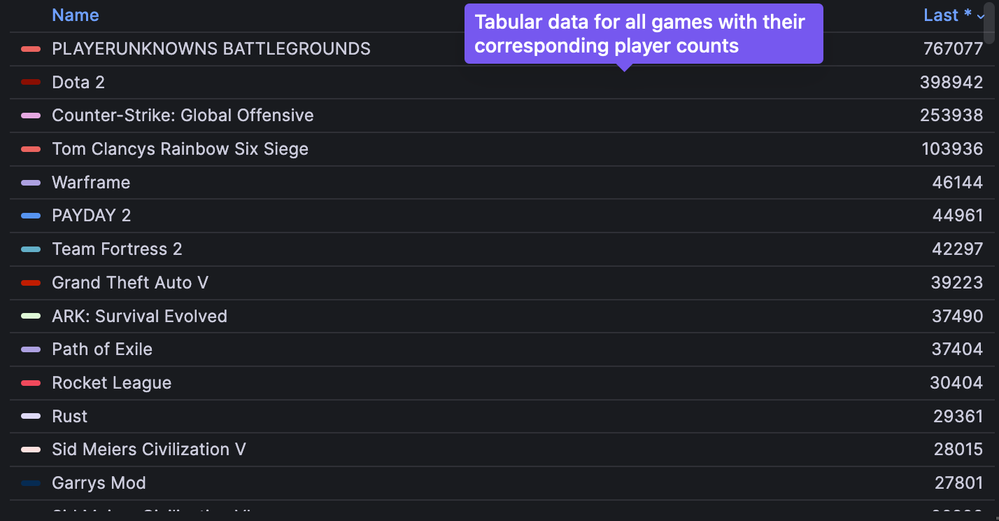 Name Last *
Tabular data for all games with their
corresponding player counts
PLAYERUNKNOWNS BATTLEGROUNDS 767077
Dota 2 398942
Counter-Strike: Global Offensive 253938
Tom Clancys Rainbow Six Siege 103936
Warframe 46144
PAYDAY 2 44961
Team Fortress 2 42297
Grand Theft Auto V 39223
ARK: Survival Evolved 37490
Path of Exile 37404
Rocket League 30404
Rust 29361
Sid Meiers Civilization V 28015
Garrys Mod 27801